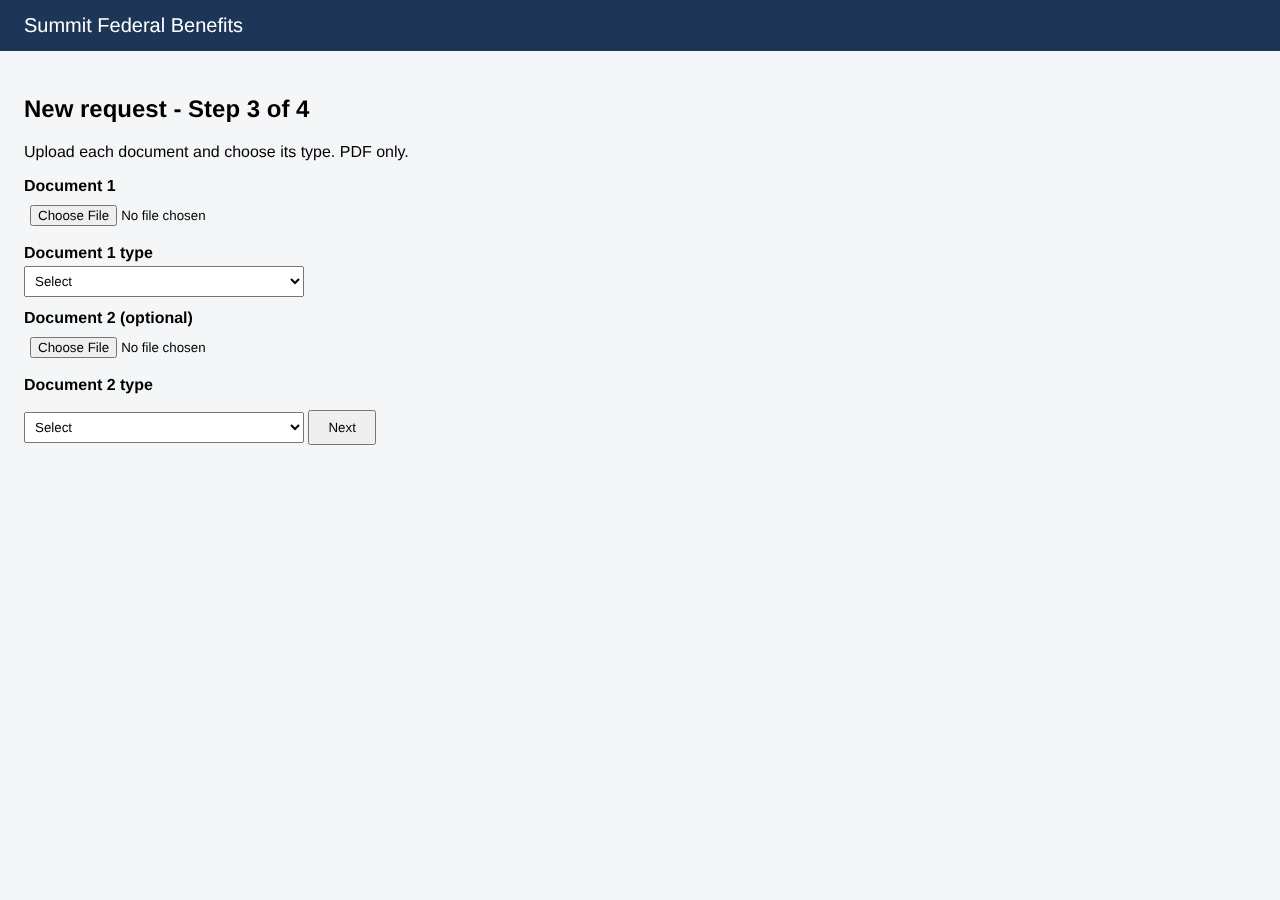 Summit Federal Benefits
New request - Step 3 of 4
Upload each document and choose its type. PDF only.
Document 1
Choose File No file chosen
Document 1 type
Select
Document 2 (optional)
Choose File No file chosen
Document 2 type
Select Next